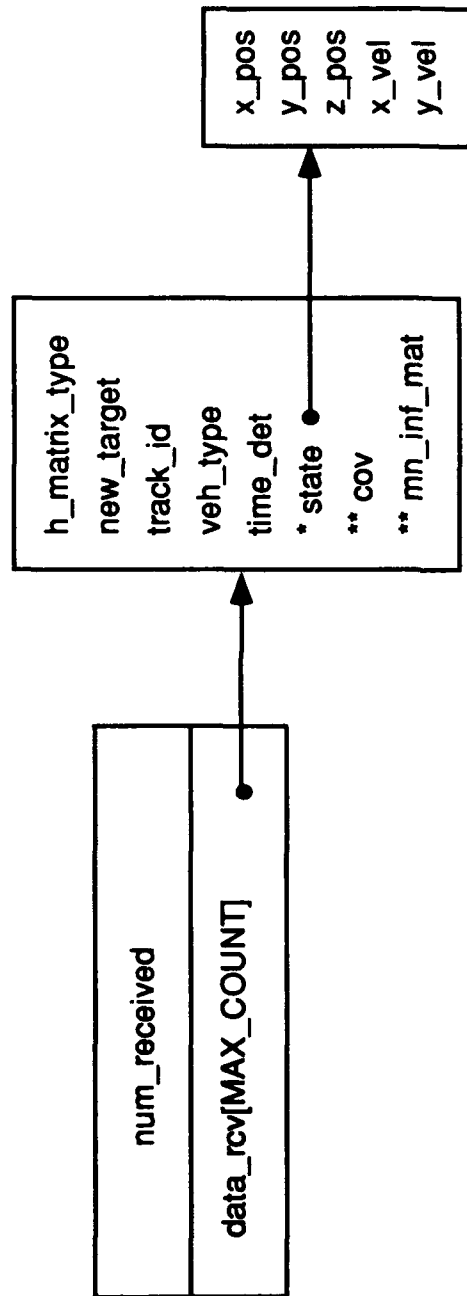 num_received
data_rcv[MAX_COUNT]
h_matrix_type
new_target
track_id
veh_type
time_det
* state
** cov
** mn_inf_mat
x_pos
y_pos
z_pos
x_vel
y_vel